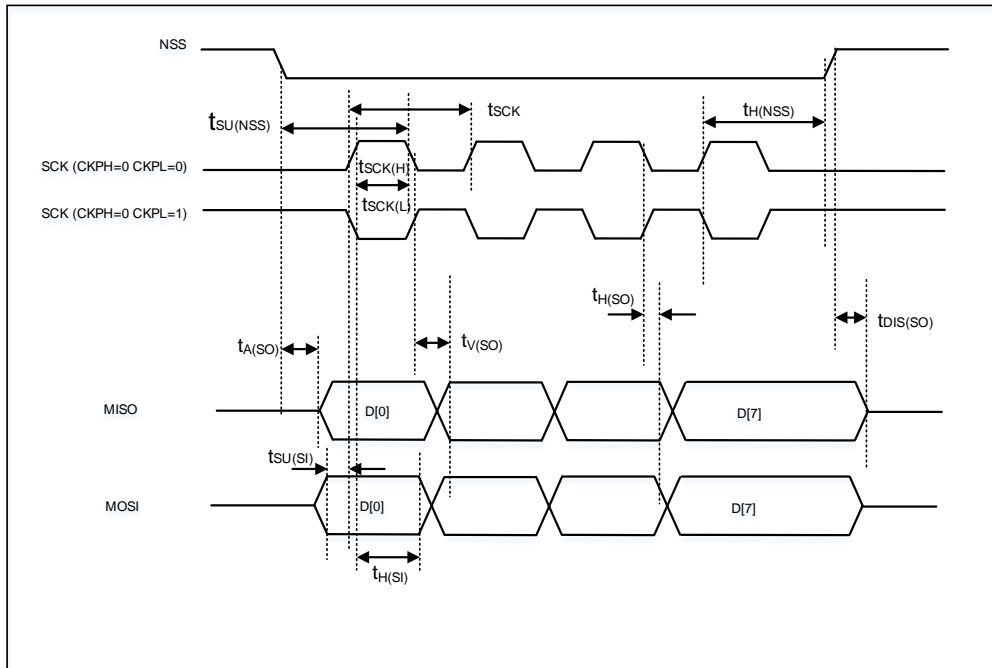 NSS
tSCK
tH(NSS)
tSU(NSS)
SCK (CKPH=0 CKPL=0)
tSCK(H)
tSCK(L)
SCK (CKPH=0 CKPL=1)
tH(SO)
tDIS(SO)
tA(SO)
tV(SO)
MISO
D[0]
D[7]
tSU(SI)
MOSI
D[0]
D[7]
tH(SI)